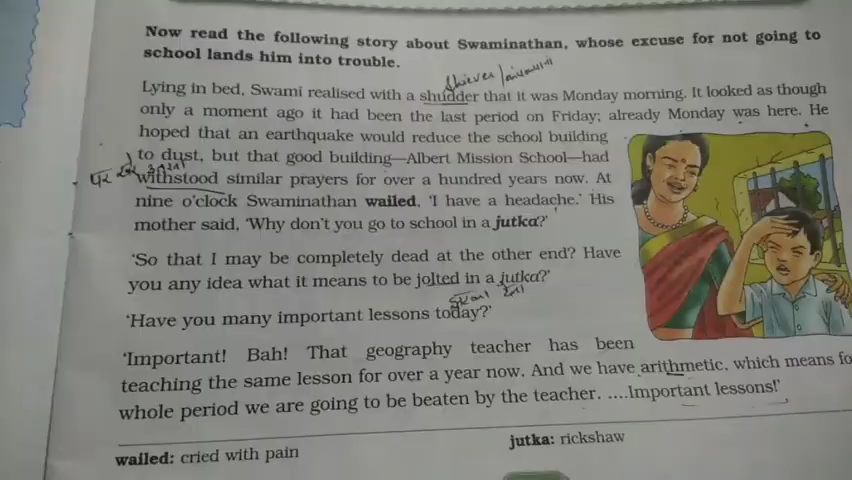 Now read the following story about Swaminathan, whose excuse for not going to
school lands him into trouble.
Lying in bed, Swami realised with a shudder that it was Monday morning. It looked as though
only a moment ago it had been the last period on Friday; already Monday was here. He
hoped that an earthquake would reduce the school building
to dust, but that good building—Albert Mission School—had
withstood similar prayers for over a hundred years now. At
nine o'clock Swaminathan wailed, 'I have a headache.' His
mother said, 'Why don't you go to school in a jutka?'
'So that I may be completely dead at the other end? Have
you any idea what it means to be jolted in a jutka?'
'Have you many important lessons today?'
'Important! Bah! That geography teacher has been
teaching the same lesson for over a year now. And we have arithmetic, which means fo
whole period we are going to be beaten by the teacher. ....Important lessons!'
wailed: cried with pain
jutka: rickshaw